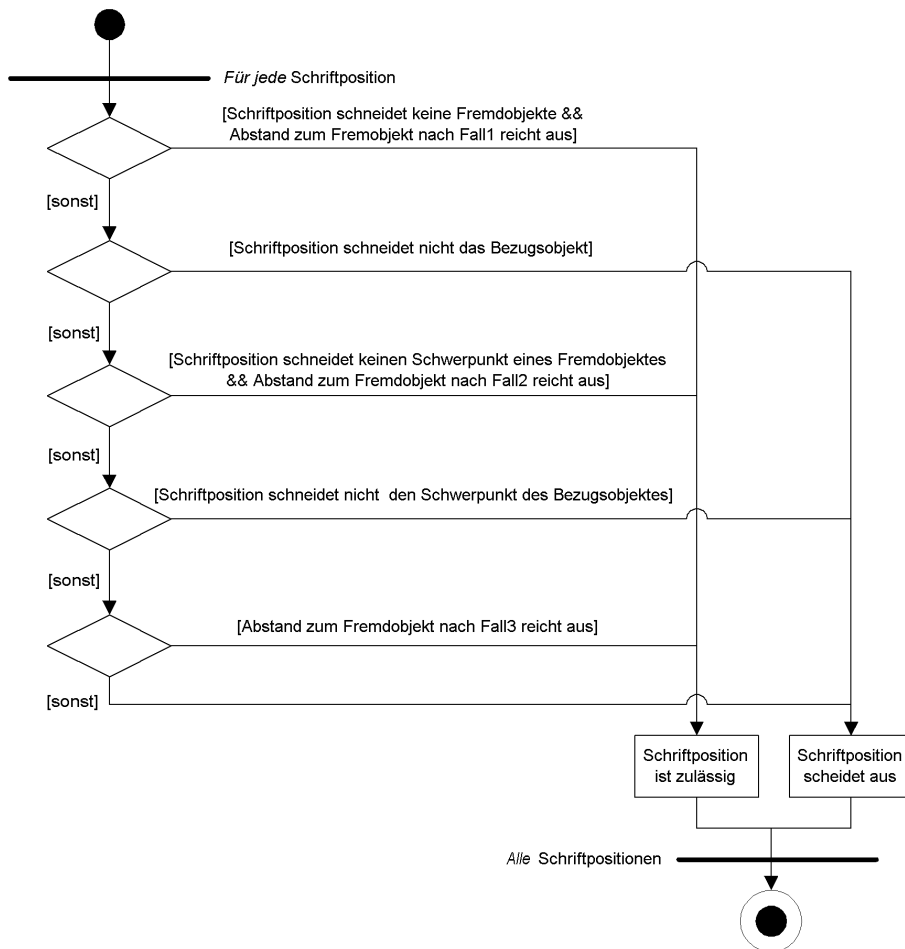 Für jede Schriftposition
[Schriftposition schneidet keine Fremdobjekte &&
Abstand zum Fremobjekt nach Fall1 reicht aus]
[sonst]
[Schriftposition schneidet nicht das Bezugsobjekt]
[sonst]
[Schriftposition schneidet keinen Schwerpunkt eines Fremdobjektes
&& Abstand zum Fremdobjekt nach Fall2 reicht aus]
[sonst]
[Schriftposition schneidet nicht den Schwerpunkt des Bezugsobjektes]
[sonst]
[Abstand zum Fremdobjekt nach Fall3 reicht aus]
[sonst]
Schriftposition
ist zulässig
Schriftposition
scheidet aus
Alle Schriftpositionen